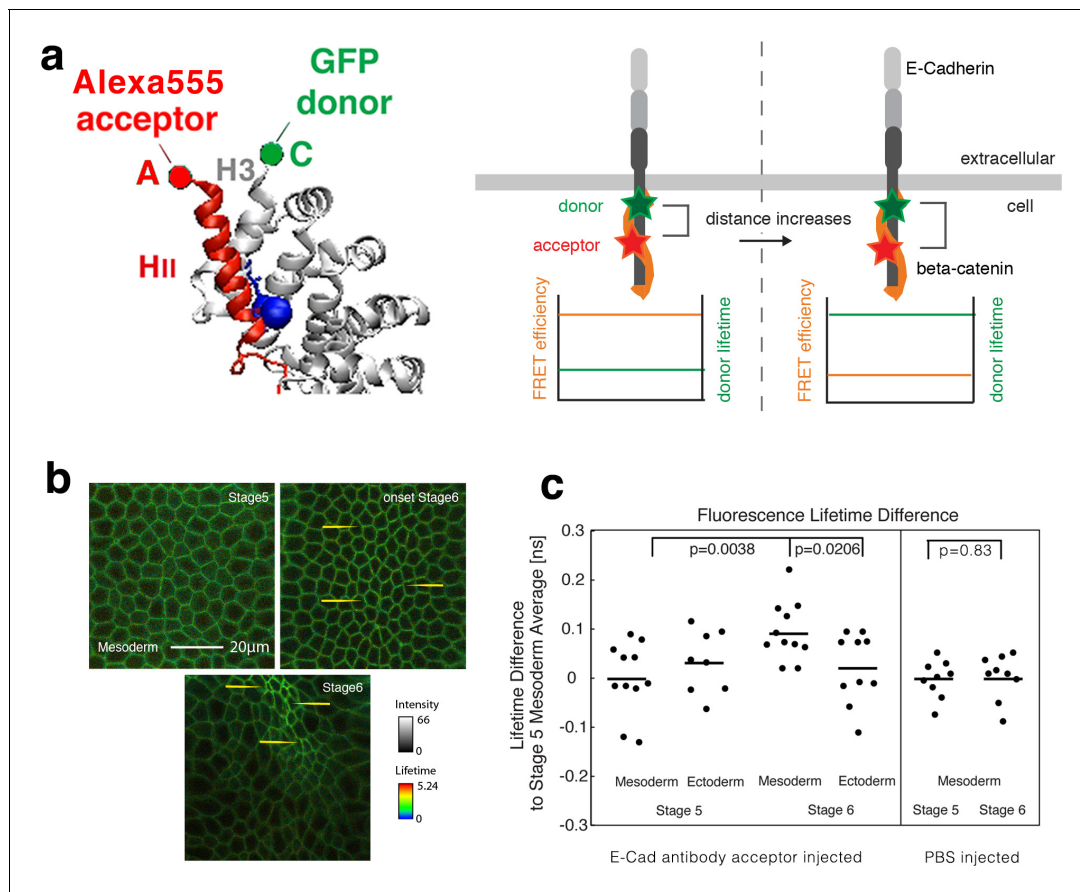 a
Alexa555
acceptor
GFP
donor
A
H3
C
HII
E-Cadherin
extracellular
donor
cell
distance increases
acceptor
beta-catenin
FRET efficiency
donor lifetime
FRET efficiency
donor lifetime
b
Stage5
onset Stage6
Mesoderm
20μm
Stage6
Intensity
66
0
Lifetime
5.24
0
c
Fluorescence Lifetime Difference
Lifetime Difference
to Stage 5 Mesoderm Average [ns]
0.3
0.2
0.1
0
-0.1
-0.2
-0.3
p=0.0038
p=0.0206
p=0.83
Mesoderm
Ectoderm
Mesoderm
Ectoderm
Mesoderm
Stage 5
Stage 6
Stage 5
Stage 6
E-Cad antibody acceptor injected
PBS injected